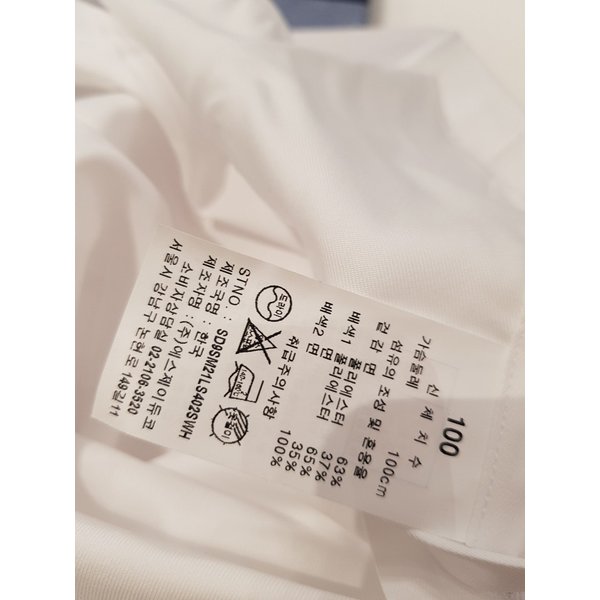 100
신 체 치 수
가슴둘레 100cm
섬유의 조성 및 혼용율
겉 감 면 63%
폴리에스터 37%
배색1 면 65%
폴리에스터 35%
배색2 면 100%
취급주의사항
드라이
STNO : SD9SM21LS402SWH
제조국명 : 한국
제조자명 : (주)에스제이듀코
소비자상담실 02-2106-3520
서울시 강남구 논현로 149길11